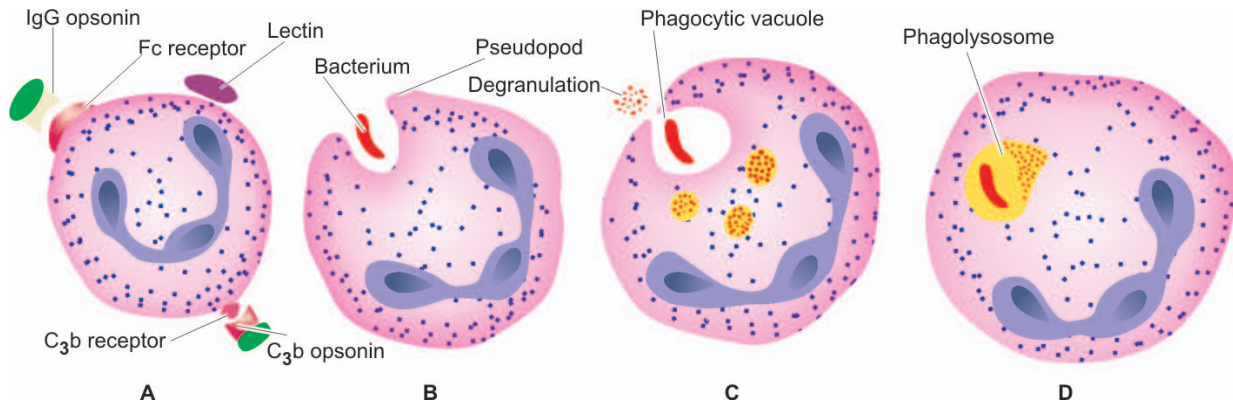 IgG opsonin
Fc receptor
Lectin
Bacterium
Pseudopod
Degranulation
Phagocytic vacuole
Phagolysosome
C3b receptor
C3b opsonin
A
B
C
D